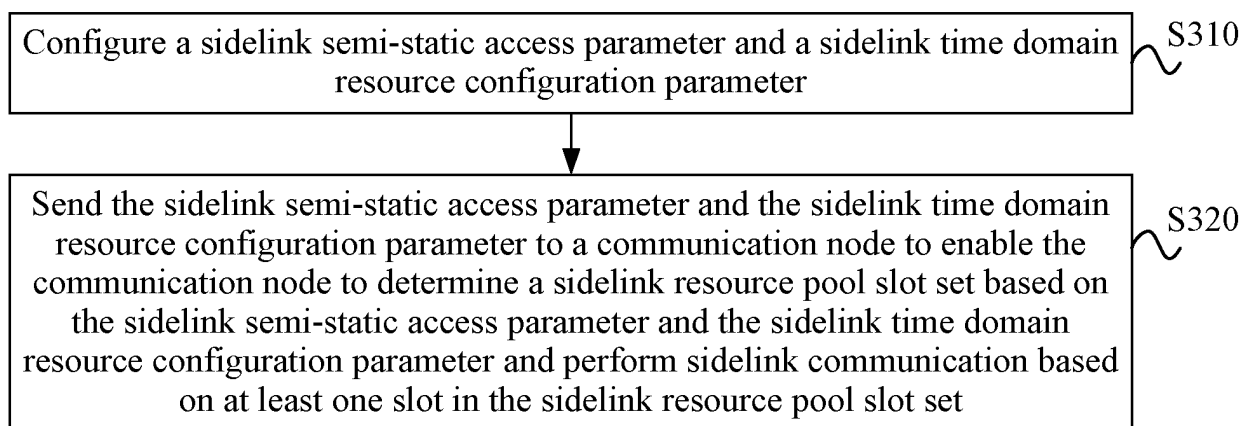 Configure a sidelink semi-static access parameter and a sidelink time domain
resource configuration parameter
S310
Send the sidelink semi-static access parameter and the sidelink time domain
resource configuration parameter to a communication node to enable the
communication node to determine a sidelink resource pool slot set based on
the sidelink semi-static access parameter and the sidelink time domain
resource configuration parameter and perform sidelink communication based
on at least one slot in the sidelink resource pool slot set
S320